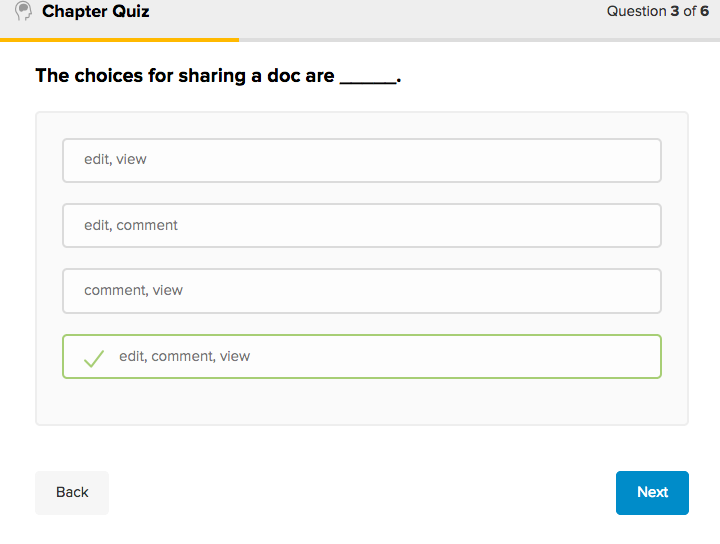 Chapter Quiz
Question 3 of 6
The choices for sharing a doc are _____.
edit, view
edit, comment
comment, view
edit, comment, view
Back
Next